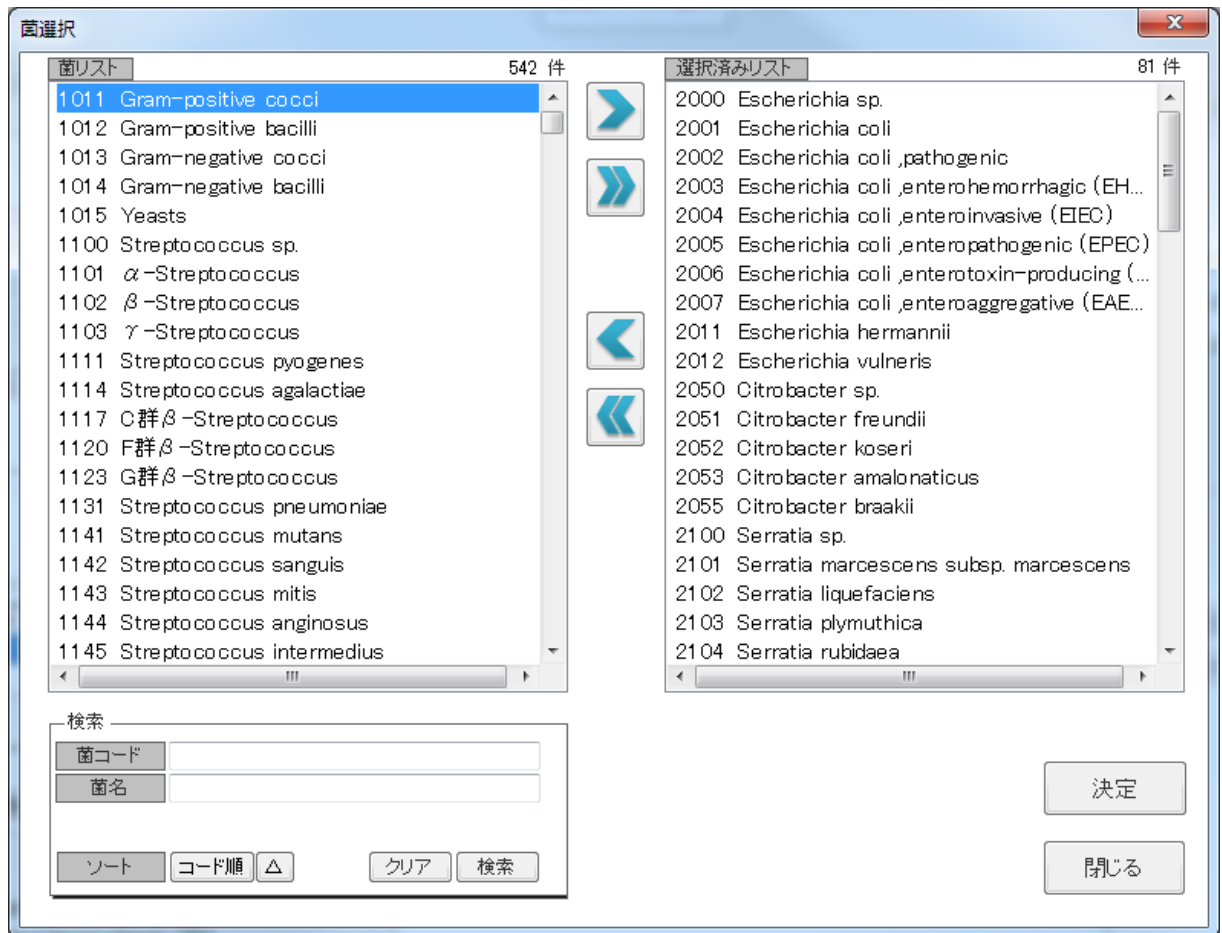 菌選択
菌リスト 542 件
1011 Gram-positive cocci
1012 Gram-positive bacilli
1013 Gram-negative cocci
1014 Gram-negative bacilli
1015 Yeasts
1100 Streptococcus sp.
1101 α-Streptococcus
1102 β-Streptococcus
1103 γ-Streptococcus
1111 Streptococcus pyogenes
1114 Streptococcus agalactiae
1117 C群β-Streptococcus
1120 F群β-Streptococcus
1123 G群β-Streptococcus
1131 Streptococcus pneumoniae
1141 Streptococcus mutans
1142 Streptococcus sanguis
1143 Streptococcus mitis
1144 Streptococcus anginosus
1145 Streptococcus intermedius
選択済みリスト 81 件
2000 Escherichia sp.
2001 Escherichia coli
2002 Escherichia coli ,pathogenic
2003 Escherichia coli ,enterohemorrhagic (EH...
2004 Escherichia coli ,enteroinvasive (EIEC)
2005 Escherichia coli ,enteropathogenic (EPEC)
2006 Escherichia coli ,enterotoxin-producing (...
2007 Escherichia coli ,enteroaggregative (EAE...
2011 Escherichia hermannii
2012 Escherichia vulneris
2050 Citrobacter sp.
2051 Citrobacter freundii
2052 Citrobacter koseri
2053 Citrobacter amalonaticus
2055 Citrobacter braakii
2100 Serratia sp.
2101 Serratia marcescens subsp. marcescens
2102 Serratia liquefaciens
2103 Serratia plymuthica
2104 Serratia rubidaea
検索
菌コード
菌名
ソート コード順 △ クリア 検索
決定
閉じる